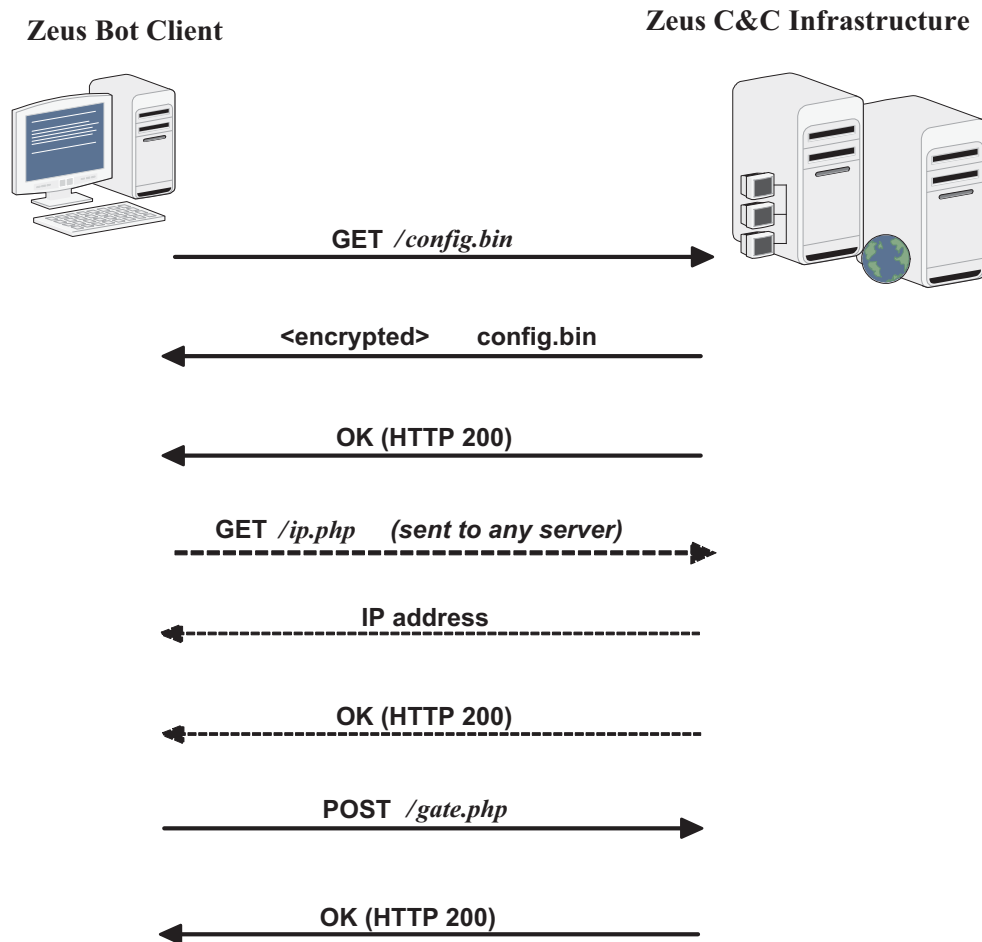 Zeus Bot Client
Zeus C&C Infrastructure
GET /config.bin
<encrypted> config.bin
OK (HTTP 200)
GET /ip.php (sent to any server)
IP address
OK (HTTP 200)
POST /gate.php
OK (HTTP 200)